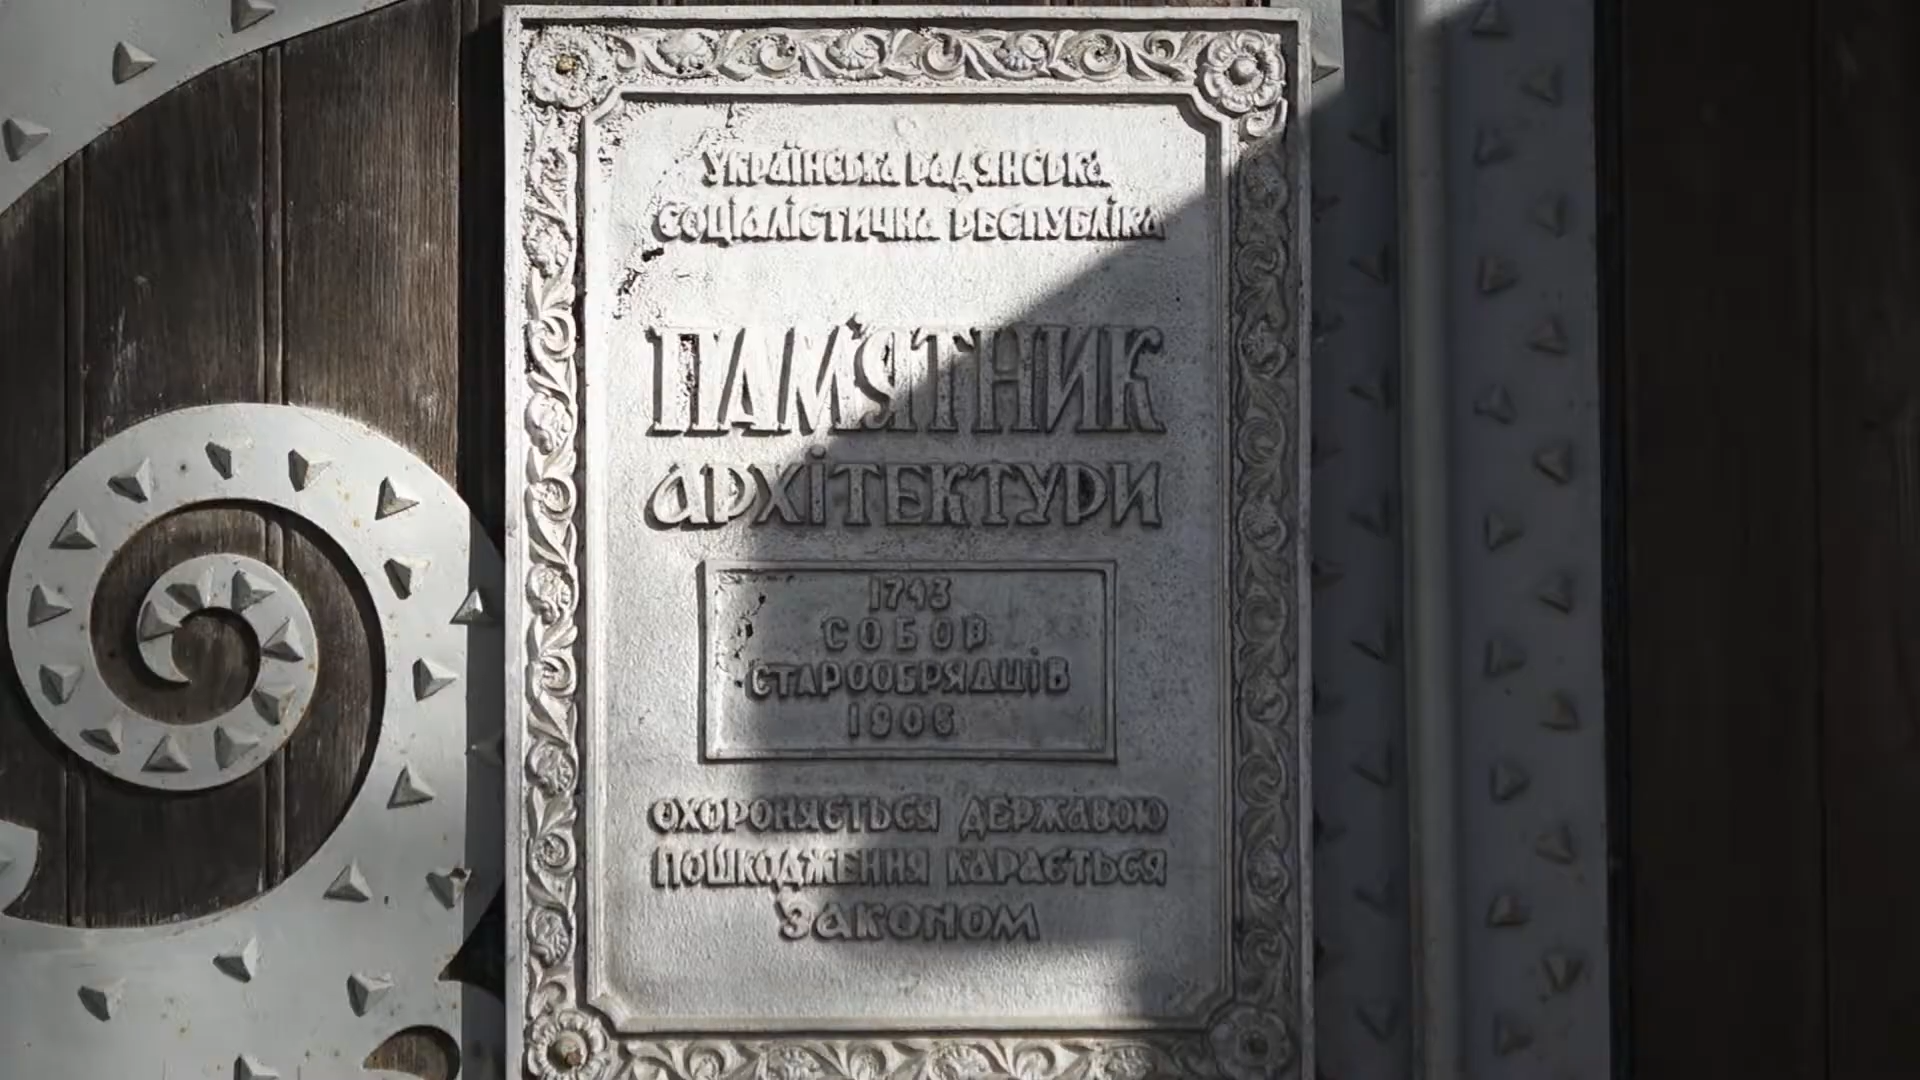 УКРАЇНСЬКА РАДЯНСЬКА
СОЦІАЛІСТИЧНА РЕСПУБЛІКА
ПАМ'ЯТНИК
АРХІТЕКТУРИ
1743
СОБОР
СТАРООБРЯДЦІВ
1906
ОХОРОНЯЄТЬСЯ ДЕРЖАВОЮ
ПОШКОДЖЕННЯ КАРАЄТЬСЯ
ЗАКОНОМ